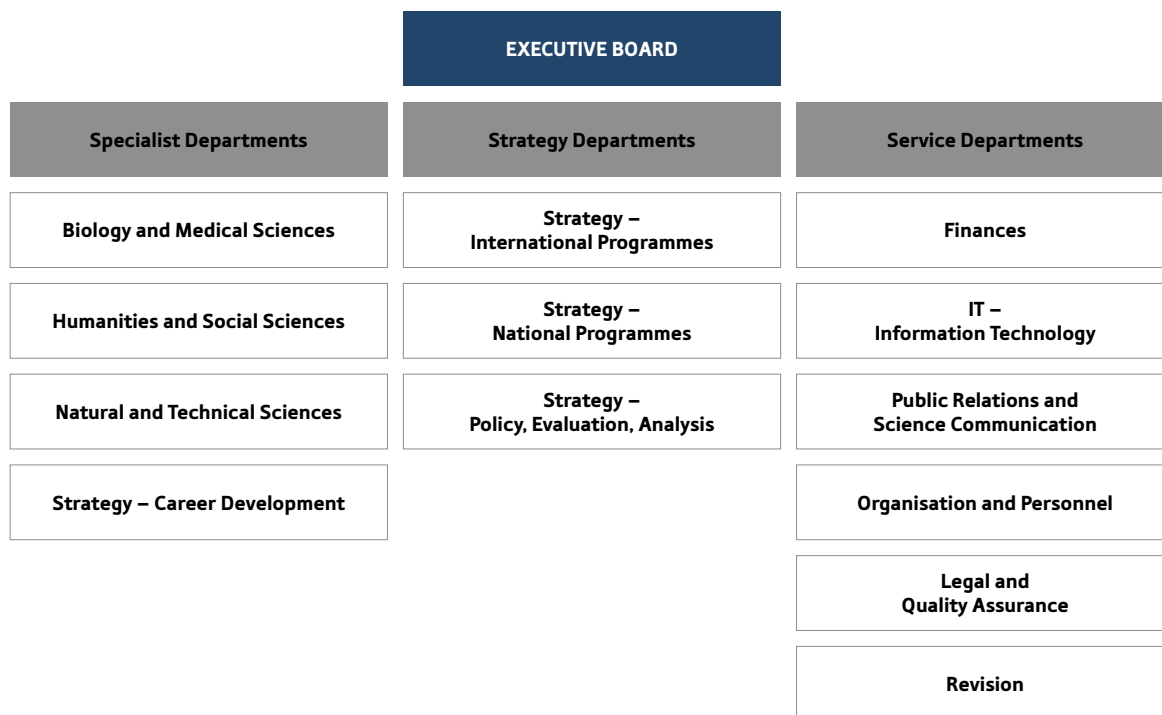 EXECUTIVE BOARD
Specialist Departments
Biology and Medical Sciences
Humanities and Social Sciences
Natural and Technical Sciences
Strategy – Career Development
Strategy Departments
Strategy –
International Programmes
Strategy –
National Programmes
Strategy –
Policy, Evaluation, Analysis
Service Departments
Finances
IT –
Information Technology
Public Relations and
Science Communication
Organisation and Personnel
Legal and
Quality Assurance
Revision